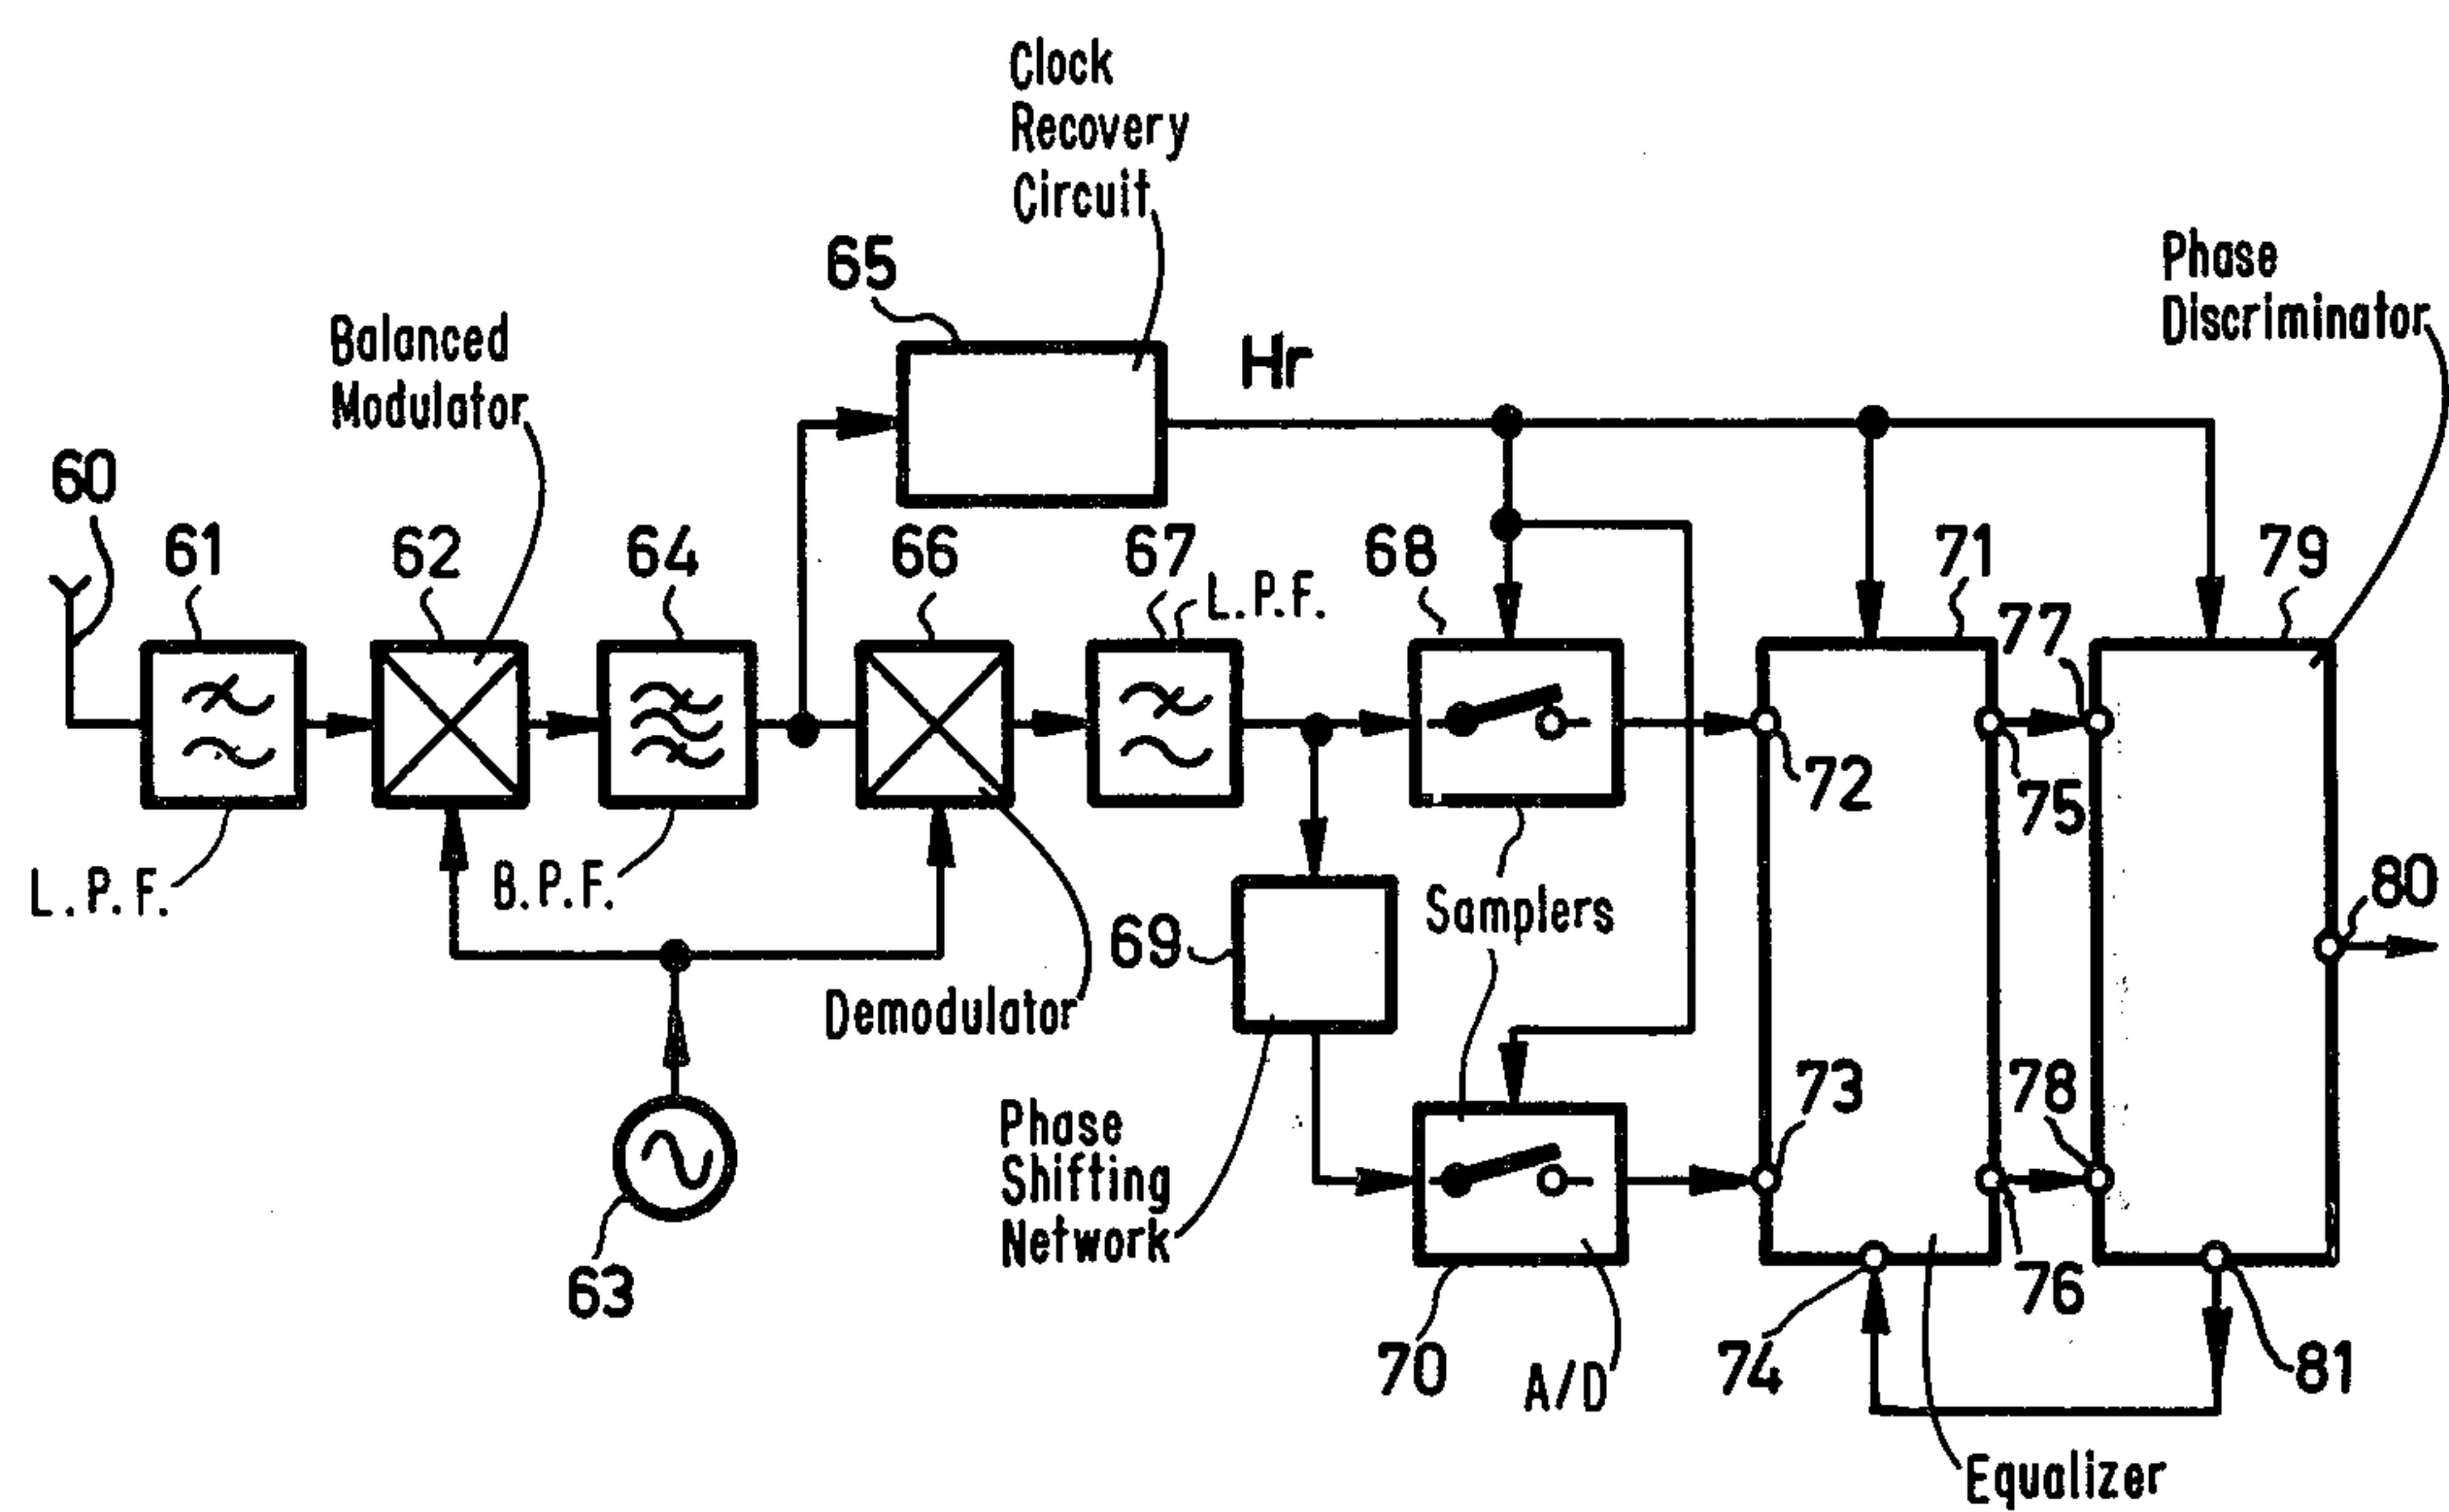 Clock
Recovery
Circuit
65
Hr
Phase
Discriminator
Balanced
Modulator
60
61
62
64
66
67
L.P.F.
68
71
77
79
72
75
L.P.F.
B.P.F.
Samplers
80
69
Demodulator
73
78
Phase
Shifting
Network
63
70
A/D
74
76
81
Equalizer